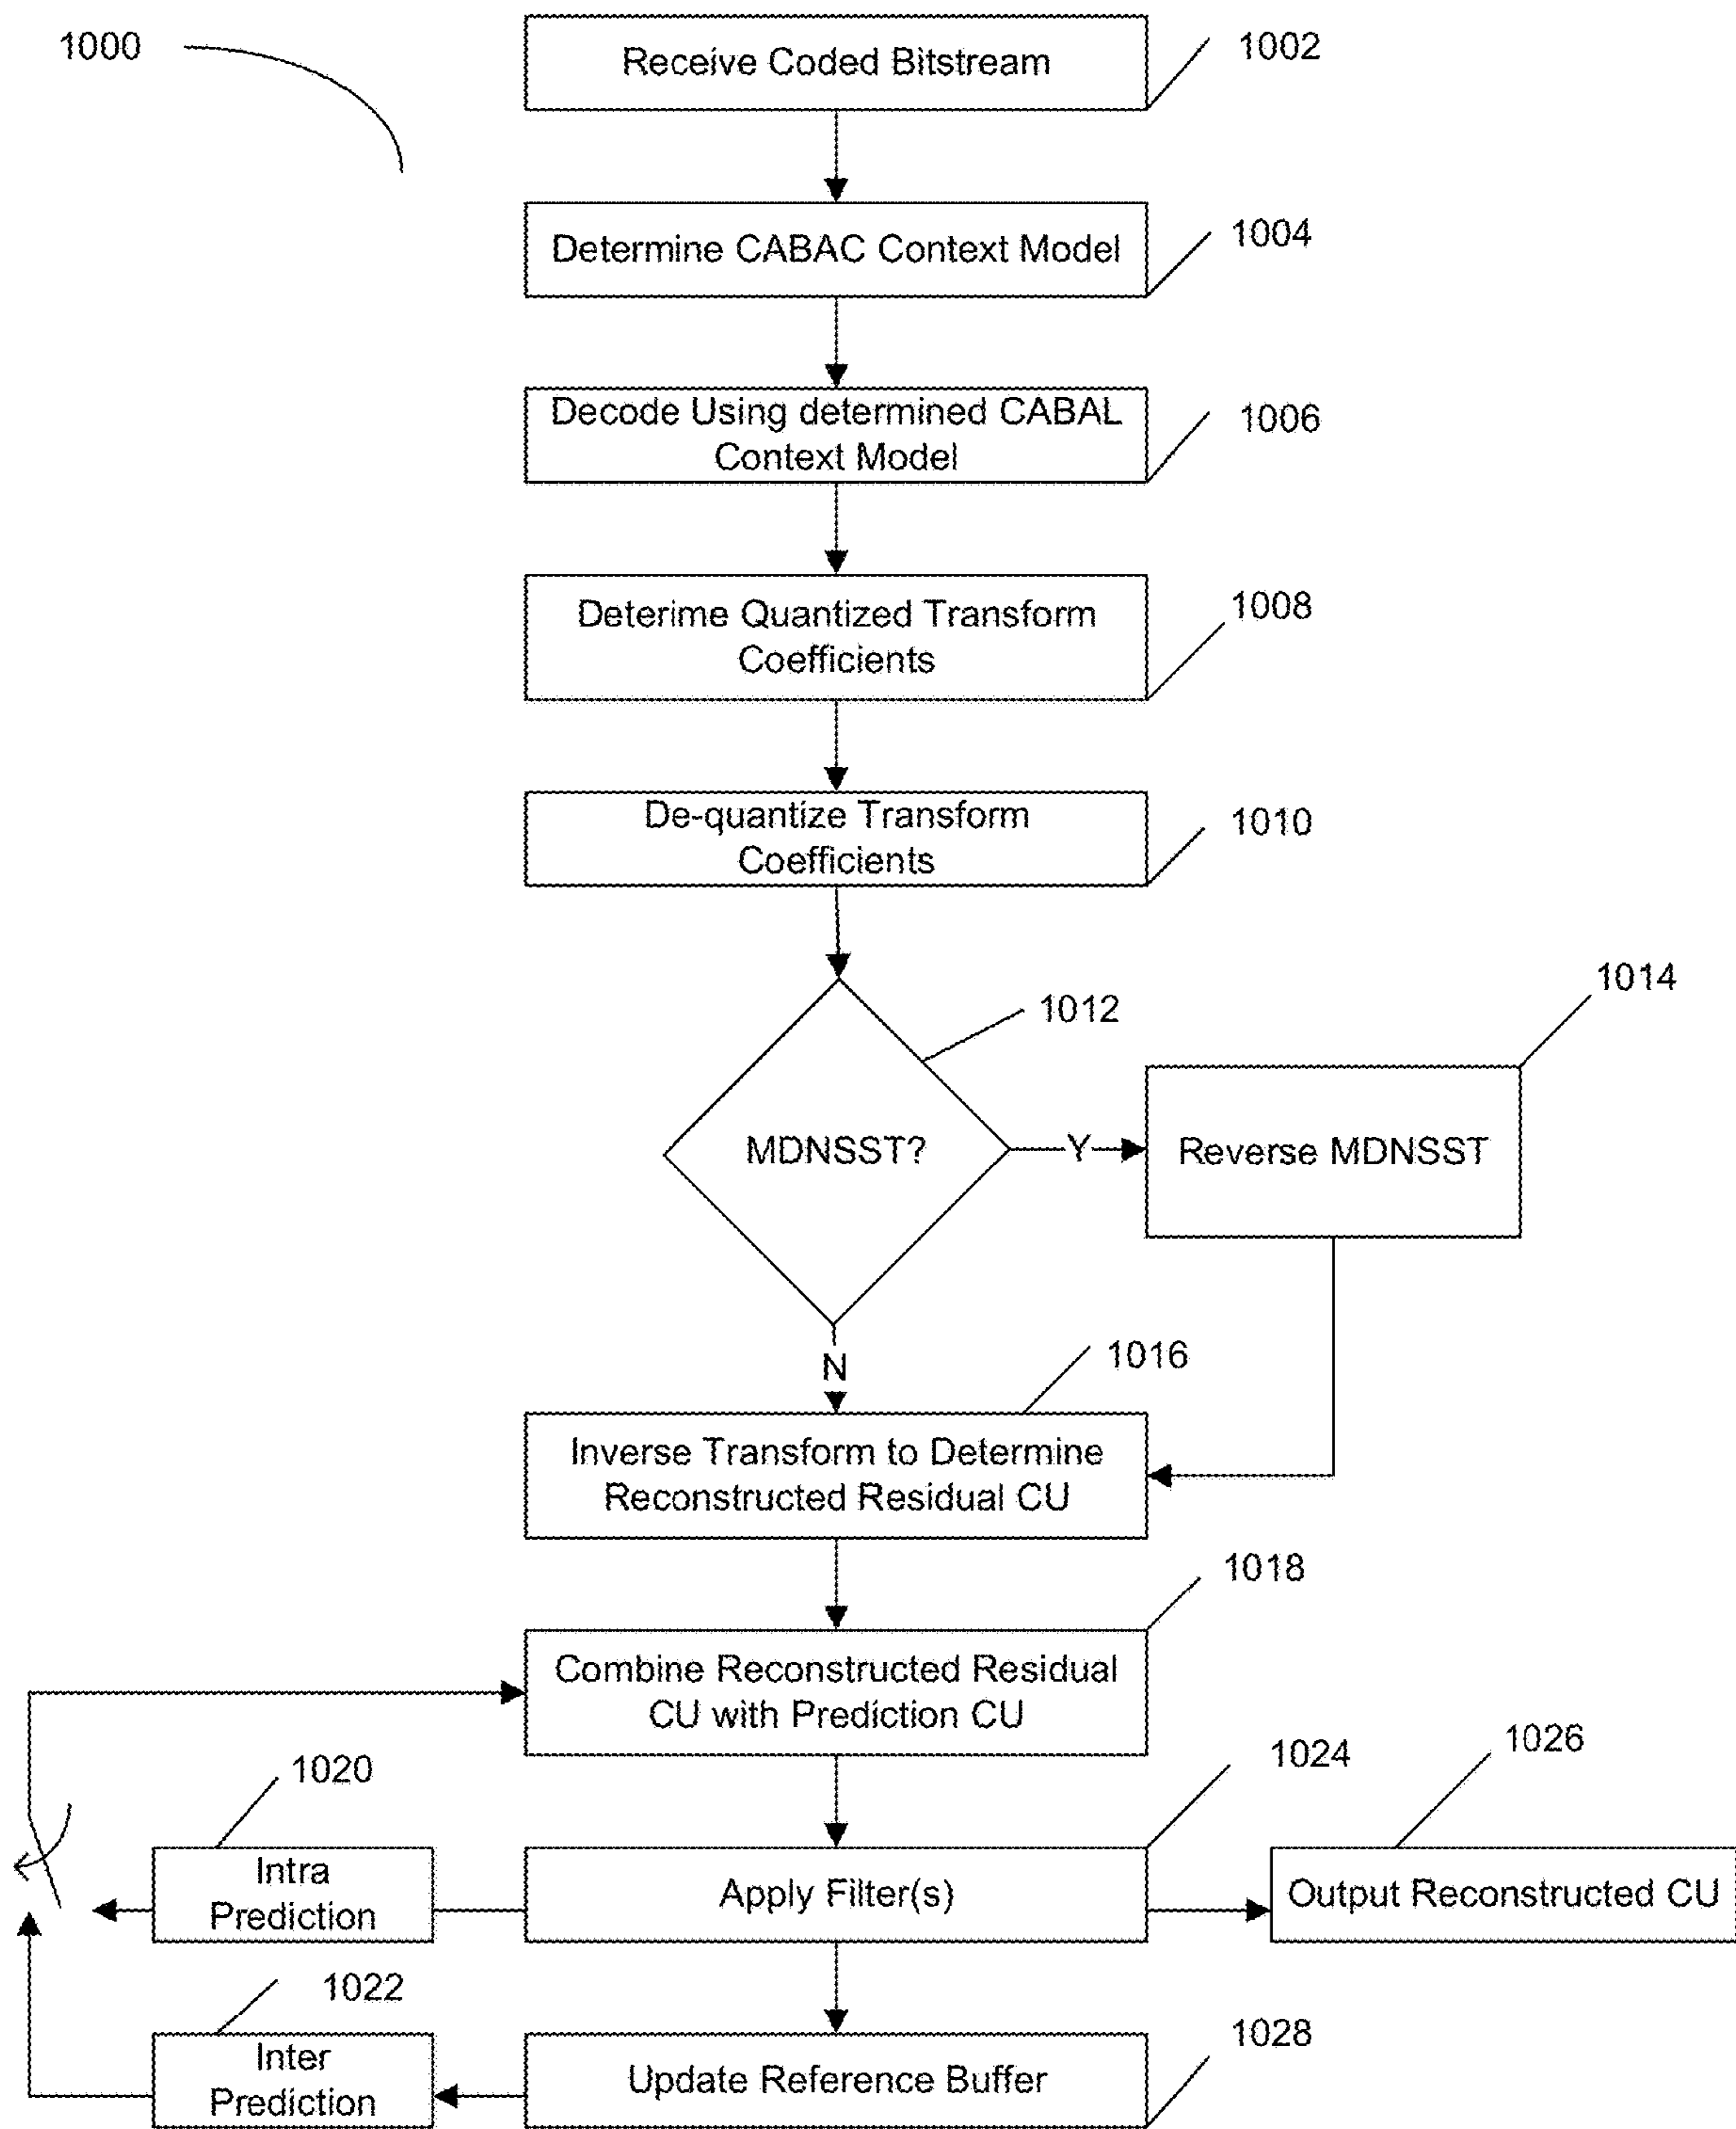 1000
Receive Coded Bitstream
1002
Determine CABAC Context Model
1004
Decode Using determined CABAL
Context Model
1006
Deterime Quantized Transform
Coefficients
1008
De-quantize Transform
Coefficients
1010
1012
1014
MDNSST?
Y
Reverse MDNSST
N
1016
Inverse Transform to Determine
Reconstructed Residual CU
1018
Combine Reconstructed Residual
CU with Prediction CU
1020
1024
1026
Intra
Prediction
Apply Filter(s)
Output Reconstructed CU
1022
1028
Inter
Prediction
Update Reference Buffer